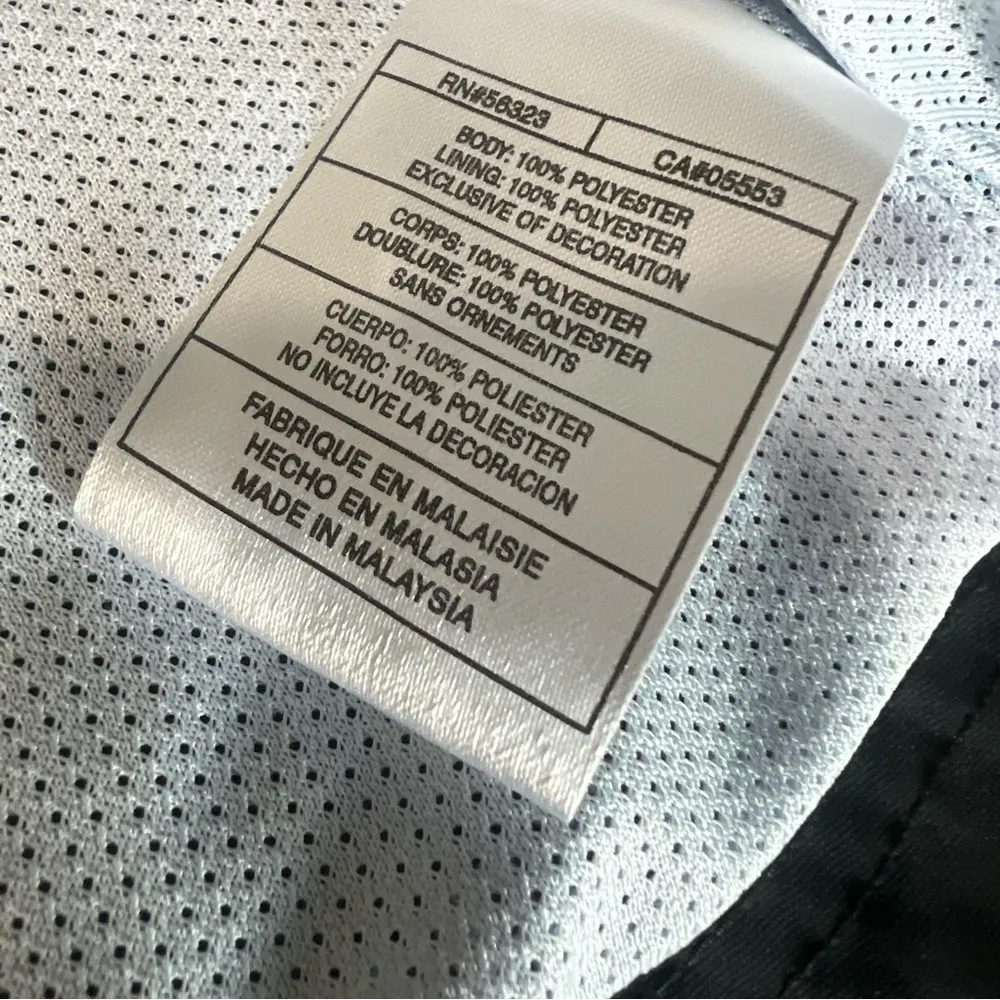 RN#56323
CA#05553
BODY: 100% POLYESTER
LINING: 100% POLYESTER
EXCLUSIVE OF DECORATION
CORPS: 100% POLYESTER
DOUBLURE: 100% POLYESTER
SANS ORNEMENTS
CUERPO: 100% POLIESTER
FORRO: 100% POLIESTER
NO INCLUYE LA DECORACION
FABRIQUE EN MALAISIE
HECHO EN MALASIA
MADE IN MALAYSIA